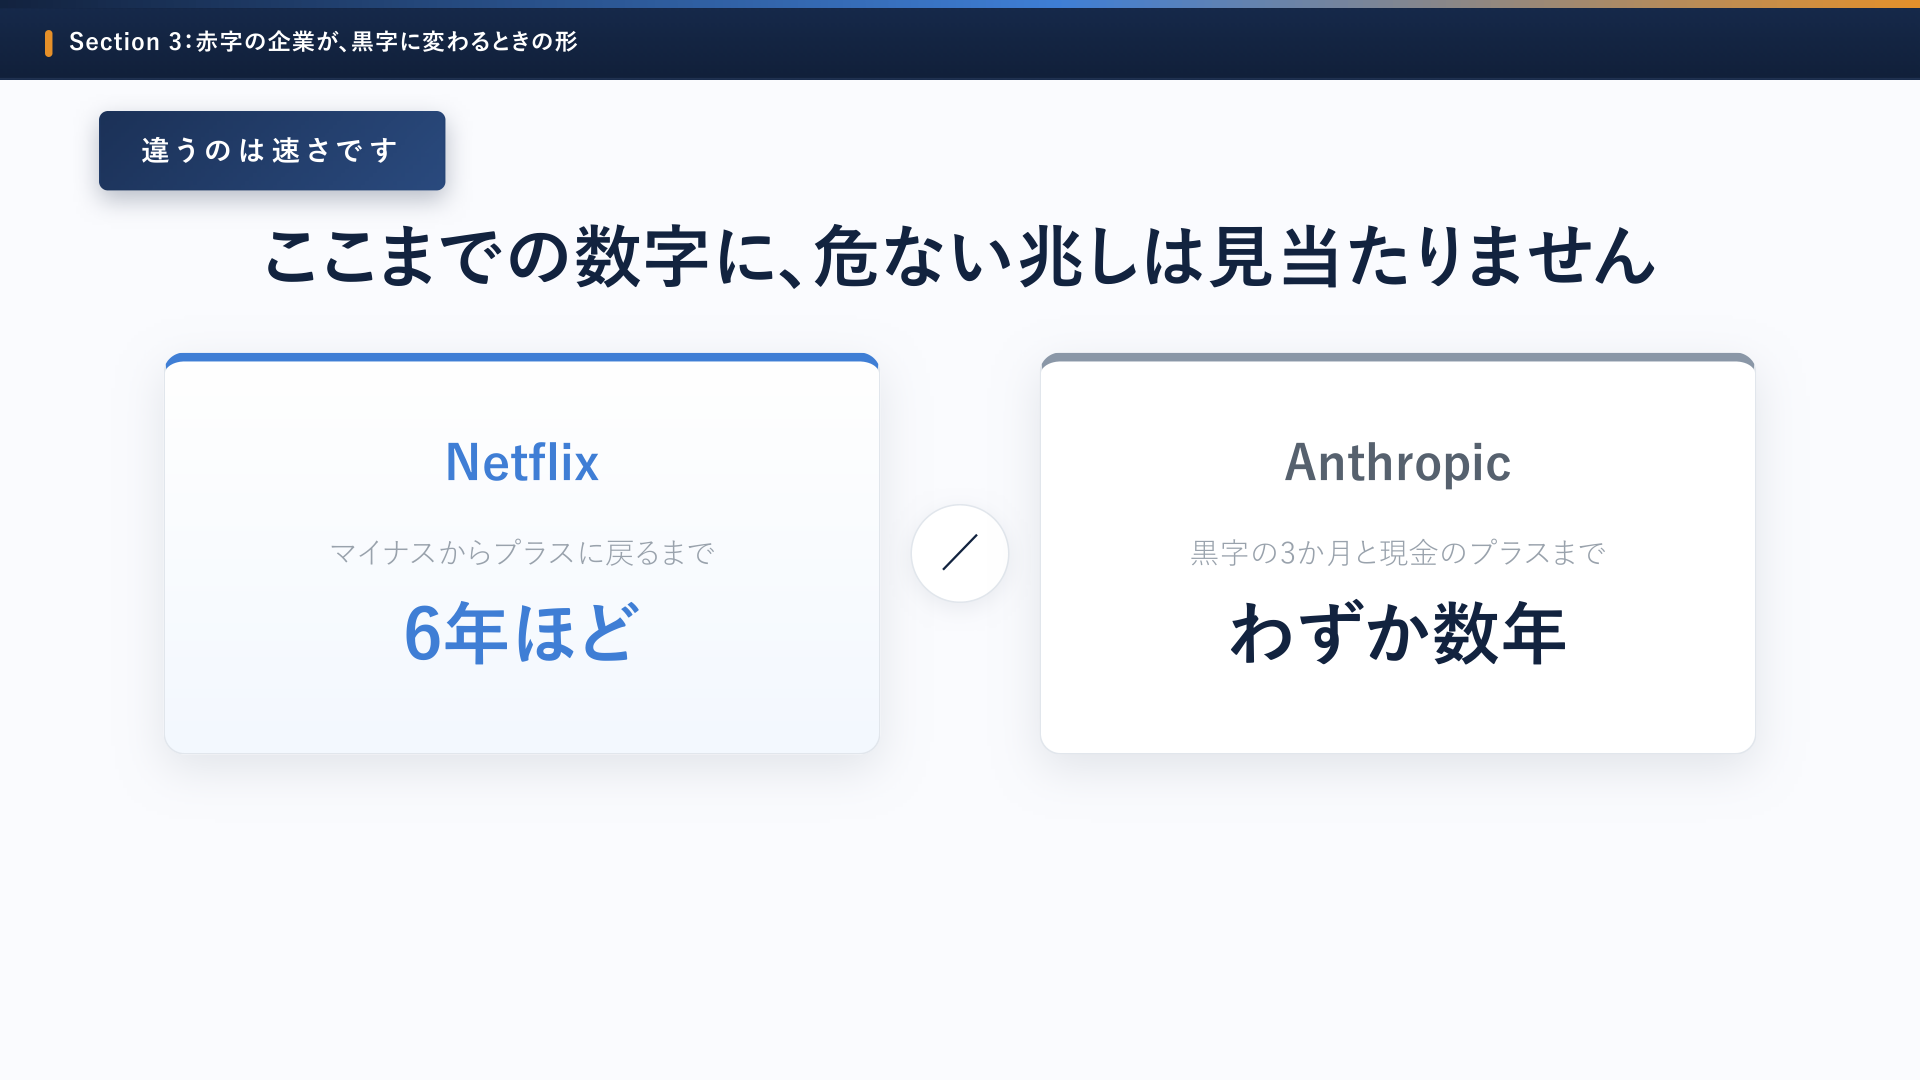 Section 3：赤字の企業が、黒字に変わるときの形
違うのは速さです
ここまでの数字に、危ない兆しは見当たりません
Netflix
マイナスからプラスに戻るまで
6年ほど
／
Anthropic
黒字の3か月と現金のプラスまで
わずか数年